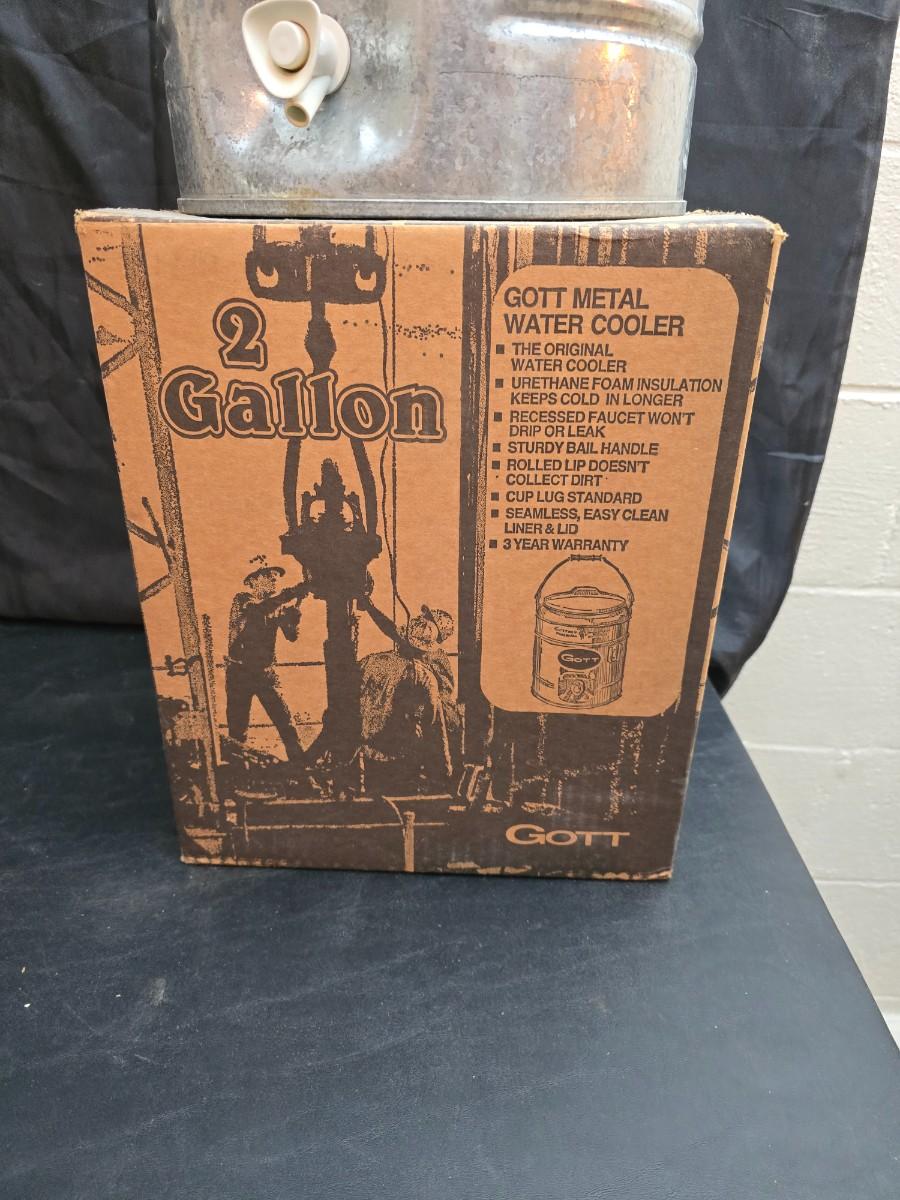 2
Gallon
GOTT METAL
WATER COOLER
■ THE ORIGINAL
WATER COOLER
■ URETHANE FOAM INSULATION
KEEPS COLD IN LONGER
■ RECESSED FAUCET WON'T
DRIP OR LEAK
■ STURDY BAIL HANDLE
■ ROLLED LIP DOESN'T
COLLECT DIRT
■ CUP LUG STANDARD
■ SEAMLESS, EASY CLEAN
LINER & LID
■ 3 YEAR WARRANTY
GOTT
GOTT